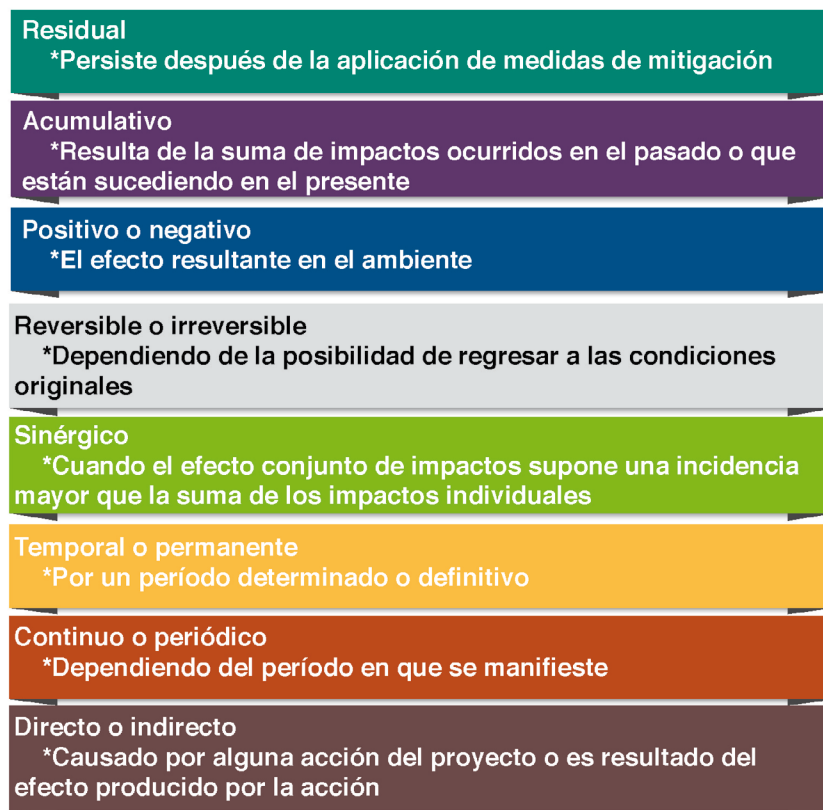 Residual
*Persiste después de la aplicación de medidas de mitigación
Acumulativo
*Resulta de la suma de impactos ocurridos en el pasado o que
están sucediendo en el presente
Positivo o negativo
*El efecto resultante en el ambiente
Reversible o irreversible
*Dependiendo de la posibilidad de regresar a las condiciones
originales
Sinérgico
*Cuando el efecto conjunto de impactos supone una incidencia
mayor que la suma de los impactos individuales
Temporal o permanente
*Por un período determinado o definitivo
Continuo o periódico
*Dependiendo del período en que se manifieste
Directo o indirecto
*Causado por alguna acción del proyecto o es resultado del
efecto producido por la acción